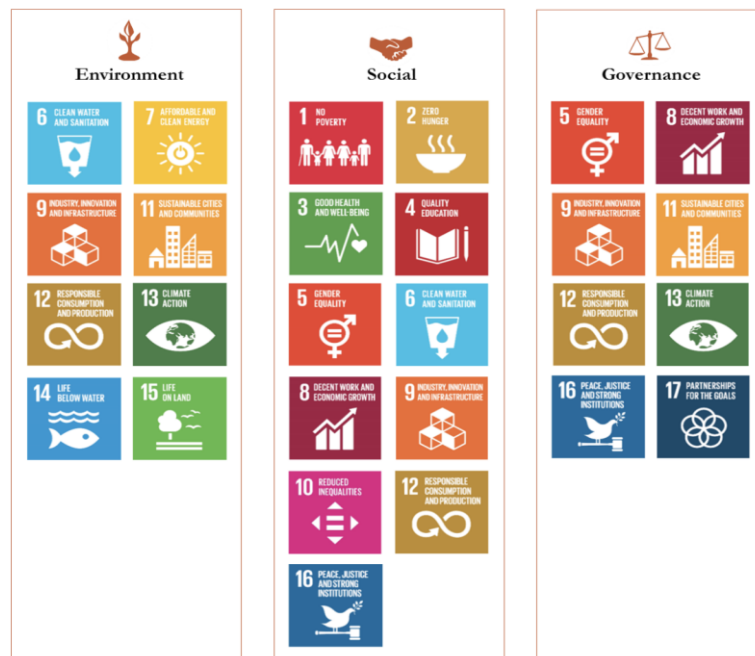 Environment
6 CLEAN WATER
AND SANITATION
7 AFFORDABLE AND
CLEAN ENERGY
9 INDUSTRY, INNOVATION
AND INFRASTRUCTURE
11 SUSTAINABLE CITIES
AND COMMUNITIES
12 RESPONSIBLE
CONSUMPTION
AND PRODUCTION
13 CLIMATE
ACTION
14 LIFE
BELOW WATER
15 LIFE
ON LAND
Social
1 NO
POVERTY
2 ZERO
HUNGER
3 GOOD HEALTH
AND WELL-BEING
4 QUALITY
EDUCATION
5 GENDER
EQUALITY
6 CLEAN WATER
AND SANITATION
8 DECENT WORK AND
ECONOMIC GROWTH
9 INDUSTRY, INNOVATION
AND INFRASTRUCTURE
10 REDUCED
INEQUALITIES
12 RESPONSIBLE
CONSUMPTION
AND PRODUCTION
16 PEACE, JUSTICE
AND STRONG
INSTITUTIONS
Governance
5 GENDER
EQUALITY
8 DECENT WORK AND
ECONOMIC GROWTH
9 INDUSTRY, INNOVATION
AND INFRASTRUCTURE
11 SUSTAINABLE CITIES
AND COMMUNITIES
12 RESPONSIBLE
CONSUMPTION
AND PRODUCTION
13 CLIMATE
ACTION
16 PEACE, JUSTICE
AND STRONG
INSTITUTIONS
17 PARTNERSHIPS
FOR THE GOALS